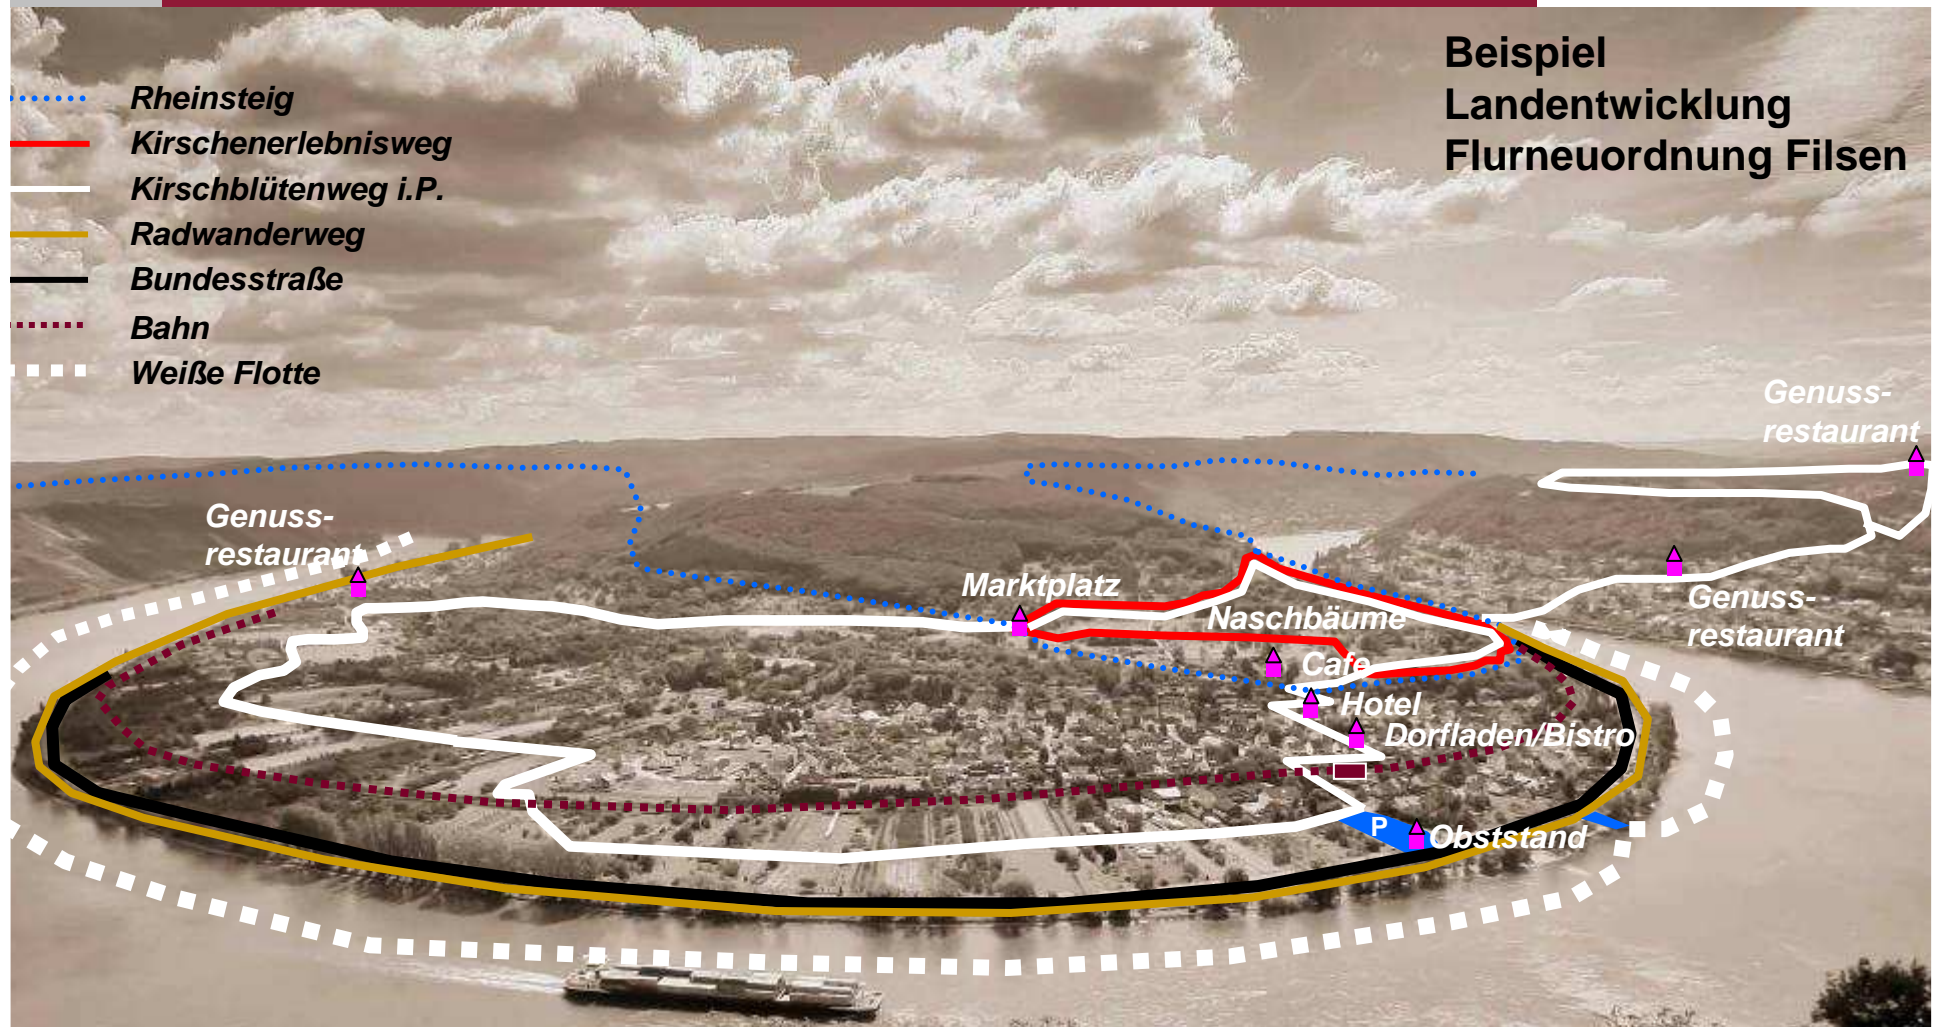 Beispiel
Landentwicklung
Flurneuordnung Filsen
Rheinsteig
Kirschenerlebnisweg
Kirschblütenweg i.P.
Radwanderweg
Bundesstraße
Bahn
Weiße Flotte
Genuss-
restaurant
Genuss-
restaurant
Marktplatz
Naschbäume
Genuss-
restaurant
Cafe
Hotel
Dorfladen/Bistro
P
Obststand